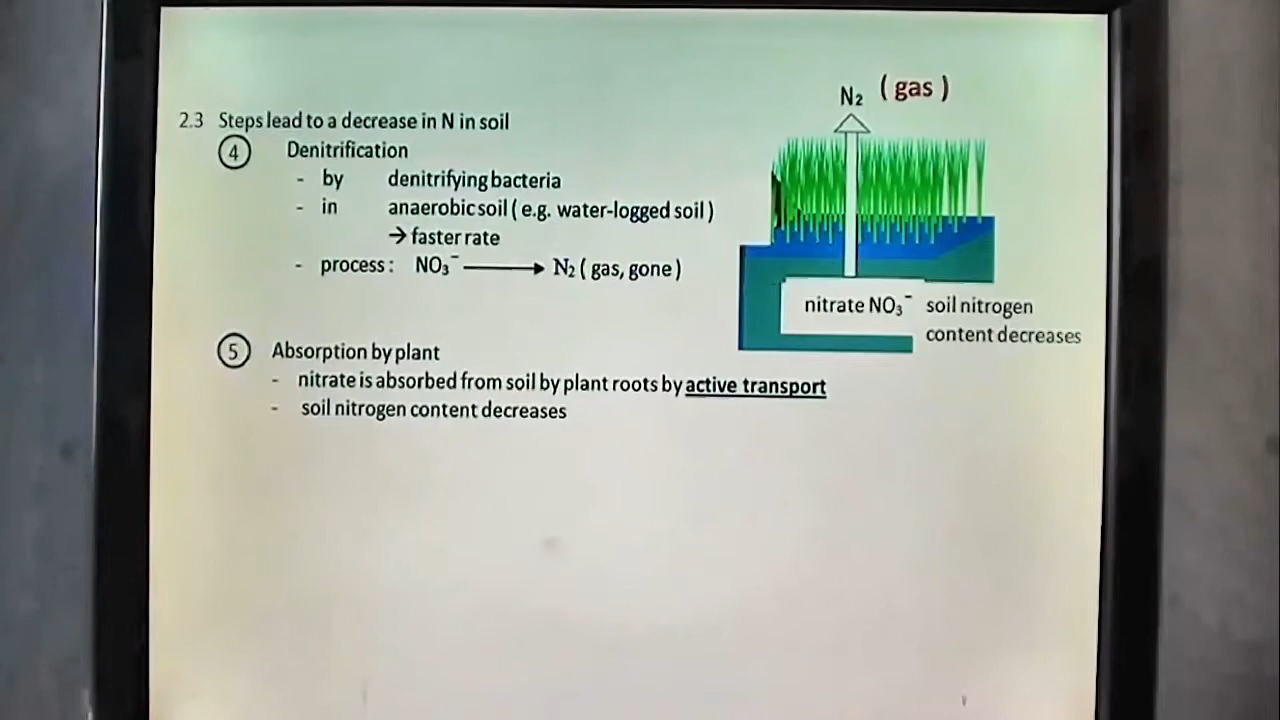 2.3 Steps lead to a decrease in N in soil
4 Denitrification
- by denitrifying bacteria
- in anaerobic soil ( e.g. water-logged soil )
→ faster rate
- process : NO₃⁻ ⟶ N₂ ( gas, gone )
N₂ ( gas )
nitrate NO₃⁻ soil nitrogen
content decreases
5 Absorption by plant
- nitrate is absorbed from soil by plant roots by active transport
- soil nitrogen content decreases